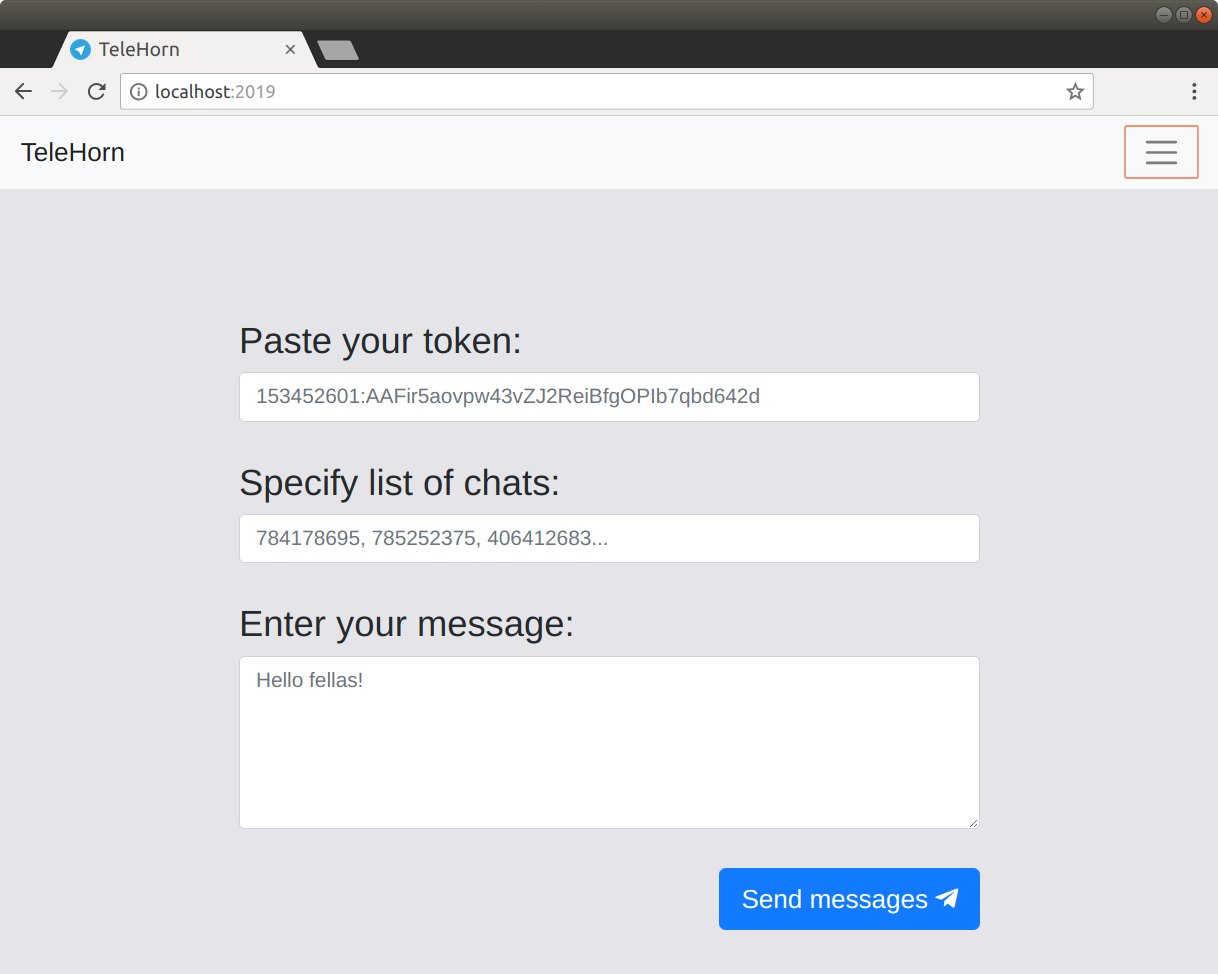 TeleHorn
localhost:2019
TeleHorn
Paste your token:
153452601:AAFir5aovpw43vZJ2ReiBfgOPIb7qbd642d
Specify list of chats:
784178695, 785252375, 406412683...
Enter your message:
Hello fellas!
Send messages